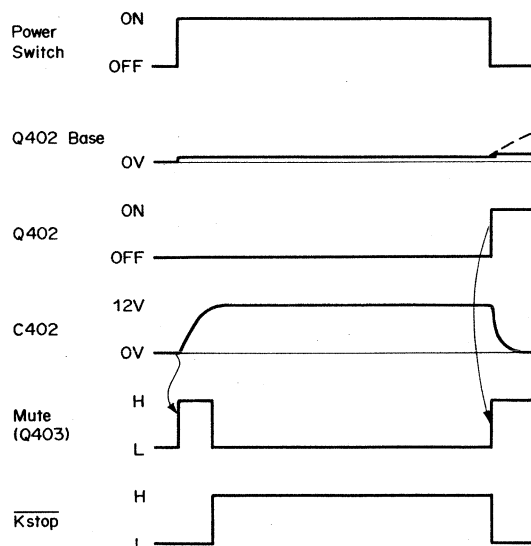 Power
Switch
ON
OFF
Q402 Base
0V
Q402
ON
OFF
C402
12V
0V
Mute
(Q403)
H
L
Kstop
H
L